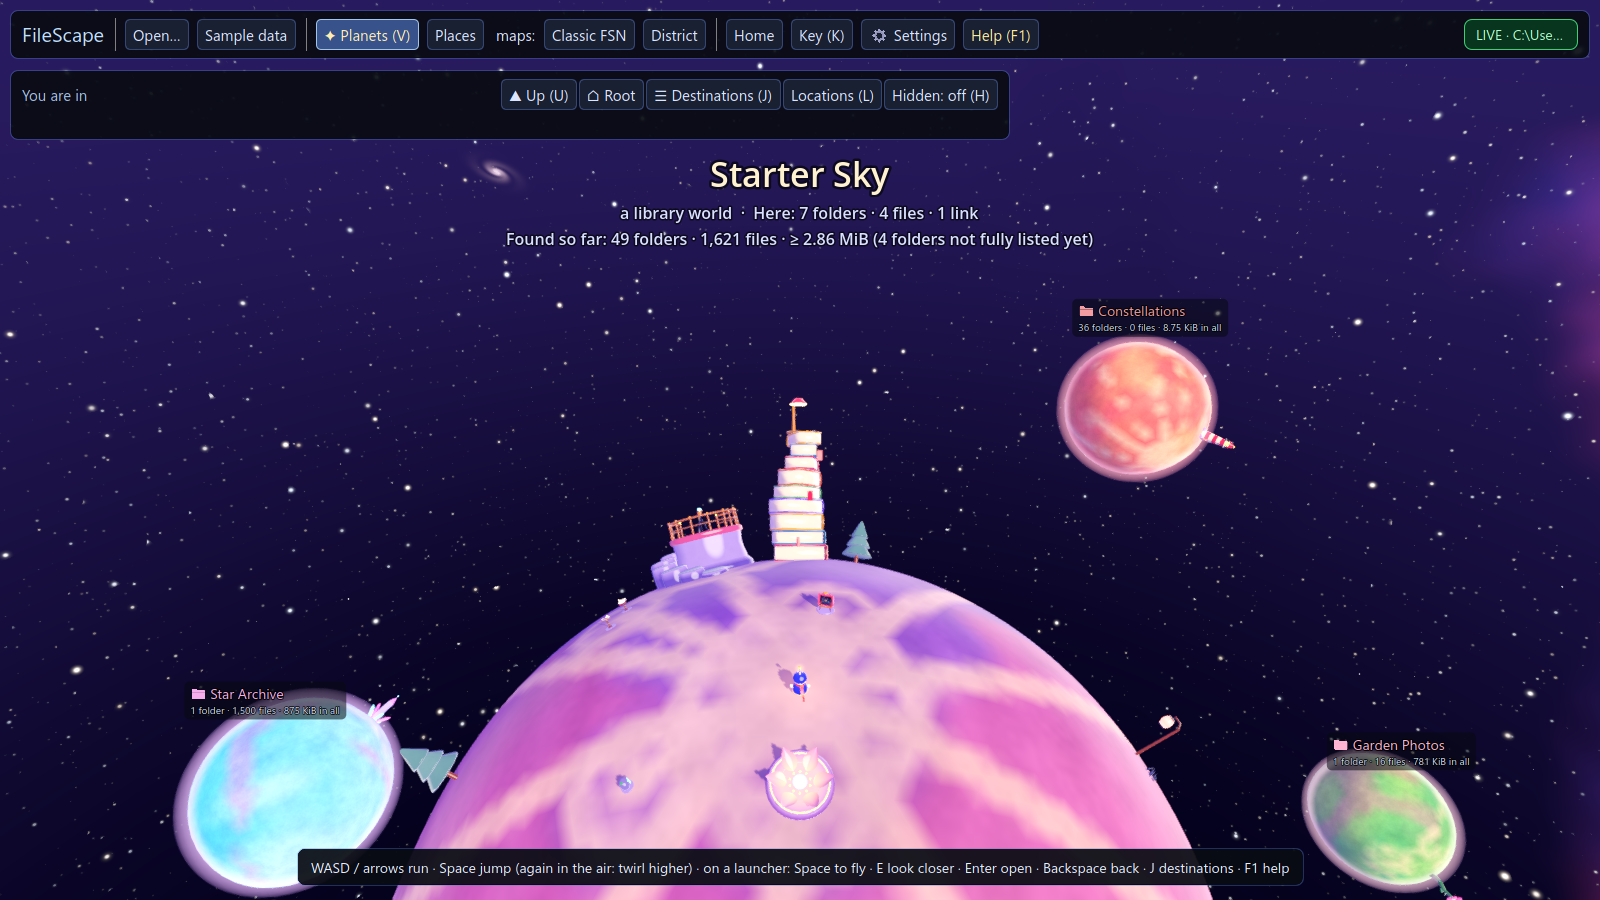 FileScape Open... Sample data ✦ Planets (V) Places maps: Classic FSN District Home Key (K) Settings Help (F1) LIVE · C:\Use...
You are in ▲ Up (U) Root ☰ Destinations (J) Locations (L) Hidden: off (H)
Starter Sky
a library world · Here: 7 folders · 4 files · 1 link
Found so far: 49 folders · 1,621 files · ≥ 2.86 MiB (4 folders not fully listed yet)
Constellations
36 folders · 0 files · 8.75 KiB in all
Star Archive
1 folder · 1,500 files · 875 KiB in all
Garden Photos
1 folder · 16 files · 781 KiB in all
WASD / arrows run · Space jump (again in the air: twirl higher) · on a launcher: Space to fly · E look closer · Enter open · Backspace back · J destinations · F1 help